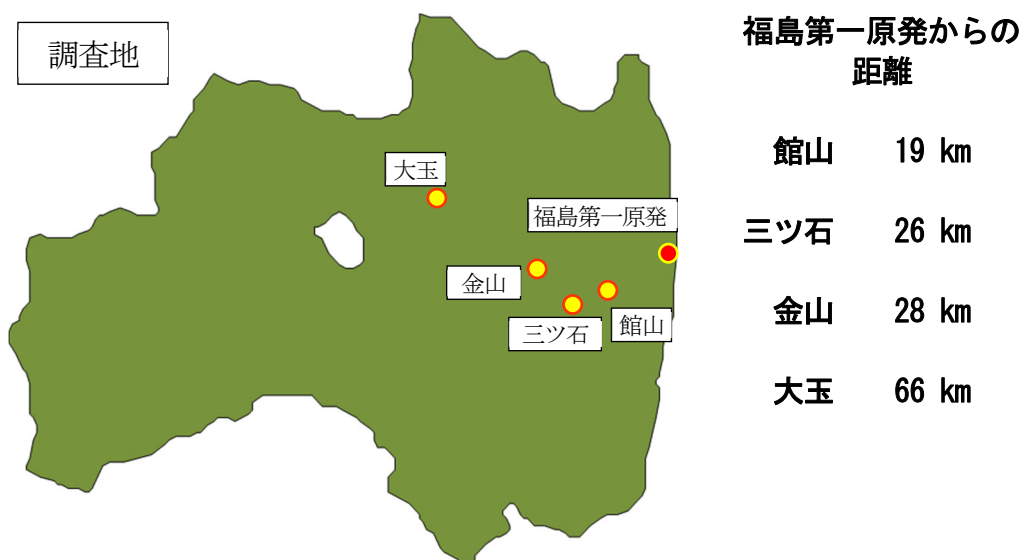 調査地
大玉
福島第一原発
金山
三ツ石
館山
福島第一原発からの
距離
館山 19 km
三ツ石 26 km
金山 28 km
大玉 66 km